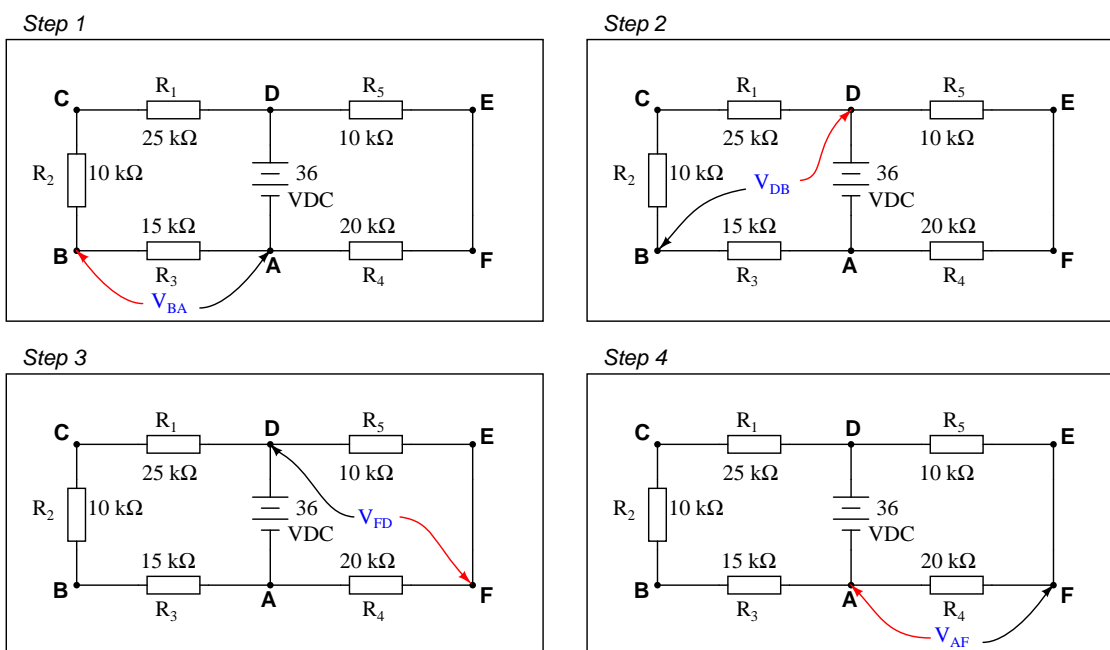 Step 1
C R1 D R5 E
25 kΩ 10 kΩ
R2 10 kΩ 36
VDC
15 kΩ 20 kΩ
B R3 A R4 F
VBA
Step 2
C R1 D R5 E
25 kΩ 10 kΩ
R2 10 kΩ VDB 36
VDC
15 kΩ 20 kΩ
B R3 A R4 F
Step 3
C R1 D R5 E
25 kΩ 10 kΩ
R2 10 kΩ 36 VFD
VDC
15 kΩ 20 kΩ
B R3 A R4 F
Step 4
C R1 D R5 E
25 kΩ 10 kΩ
R2 10 kΩ 36
VDC
15 kΩ 20 kΩ
B R3 A R4 F
VAF